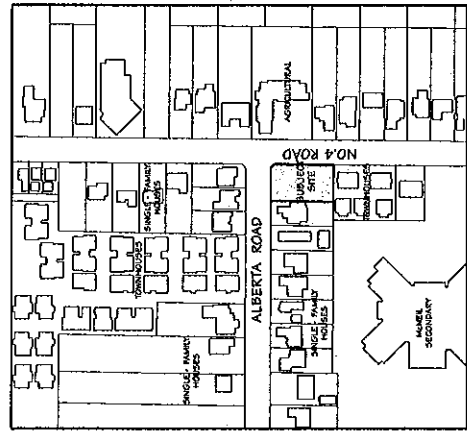 AGRICULTURAL
NO.4 ROAD
SINGLE - FAMILY
HOUSES
SUBJECT
SITE
TOWNHOUSES
TOWNHOUSES
ALBERTA ROAD
SINGLE - FAMILY
HOUSES
SINGLE - FAMILY
HOUSES
McNEIL
SECONDARY